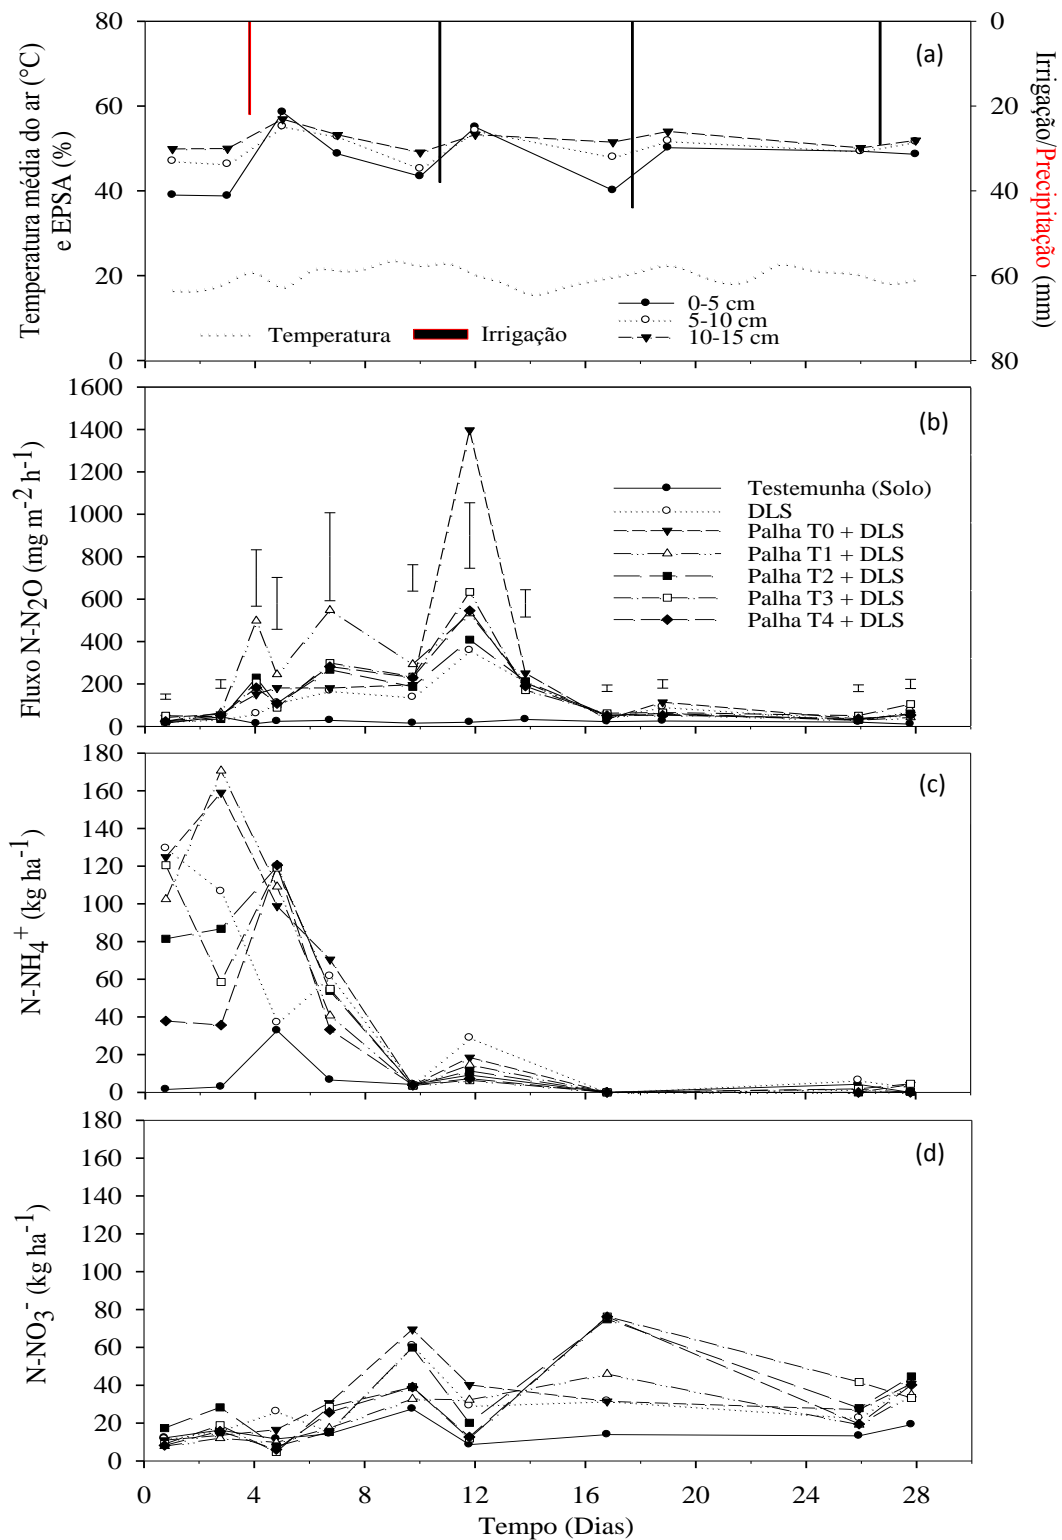 80
60
40
20
0
Temperatura média do ar (°C)
e EPSA (%)
0
20
40
60
80
Irrigação/Precipitação (mm)
(a)
Temperatura
Irrigação
0-5 cm
5-10 cm
10-15 cm
1600
1400
1200
1000
800
600
400
200
0
Fluxo N-N2O (mg m-2 h-1)
(b)
Testemunha (Solo)
DLS
Palha T0 + DLS
Palha T1 + DLS
Palha T2 + DLS
Palha T3 + DLS
Palha T4 + DLS
180
160
140
120
100
80
60
40
20
0
N-NH4+ (kg ha-1)
(c)
180
160
140
120
100
80
60
40
20
0
N-NO3- (kg ha-1)
(d)
0 4 8 12 16 20 24 28
Tempo (Dias)